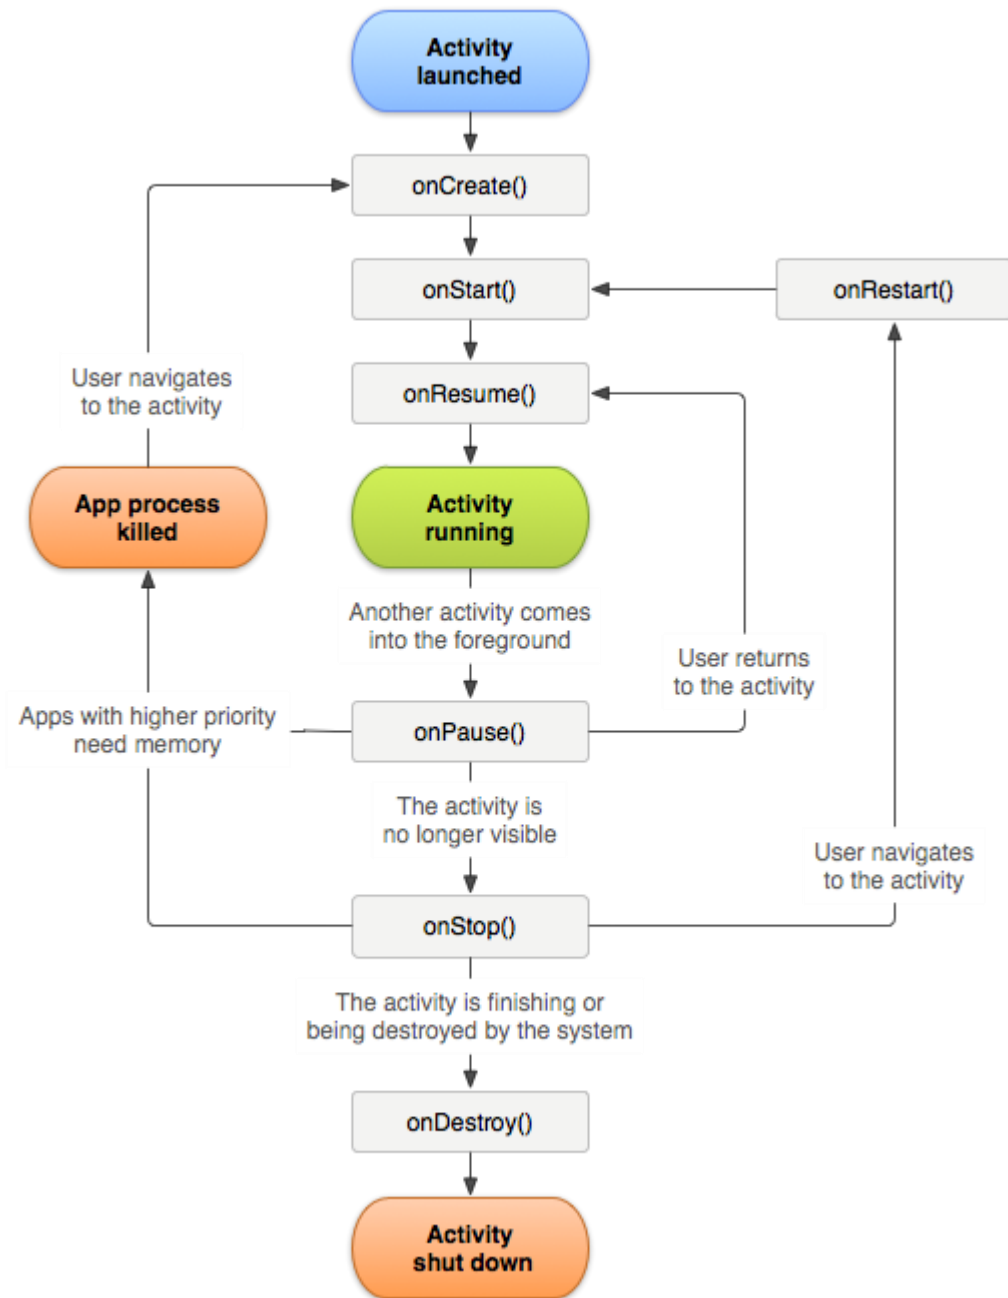 Activity
launched
onCreate()
onStart()
onRestart()
User navigates
to the activity
onResume()
App process
killed
Activity
running
Another activity comes
into the foreground
User returns
to the activity
Apps with higher priority
need memory
onPause()
The activity is
no longer visible
User navigates
to the activity
onStop()
The activity is finishing or
being destroyed by the system
onDestroy()
Activity
shut down